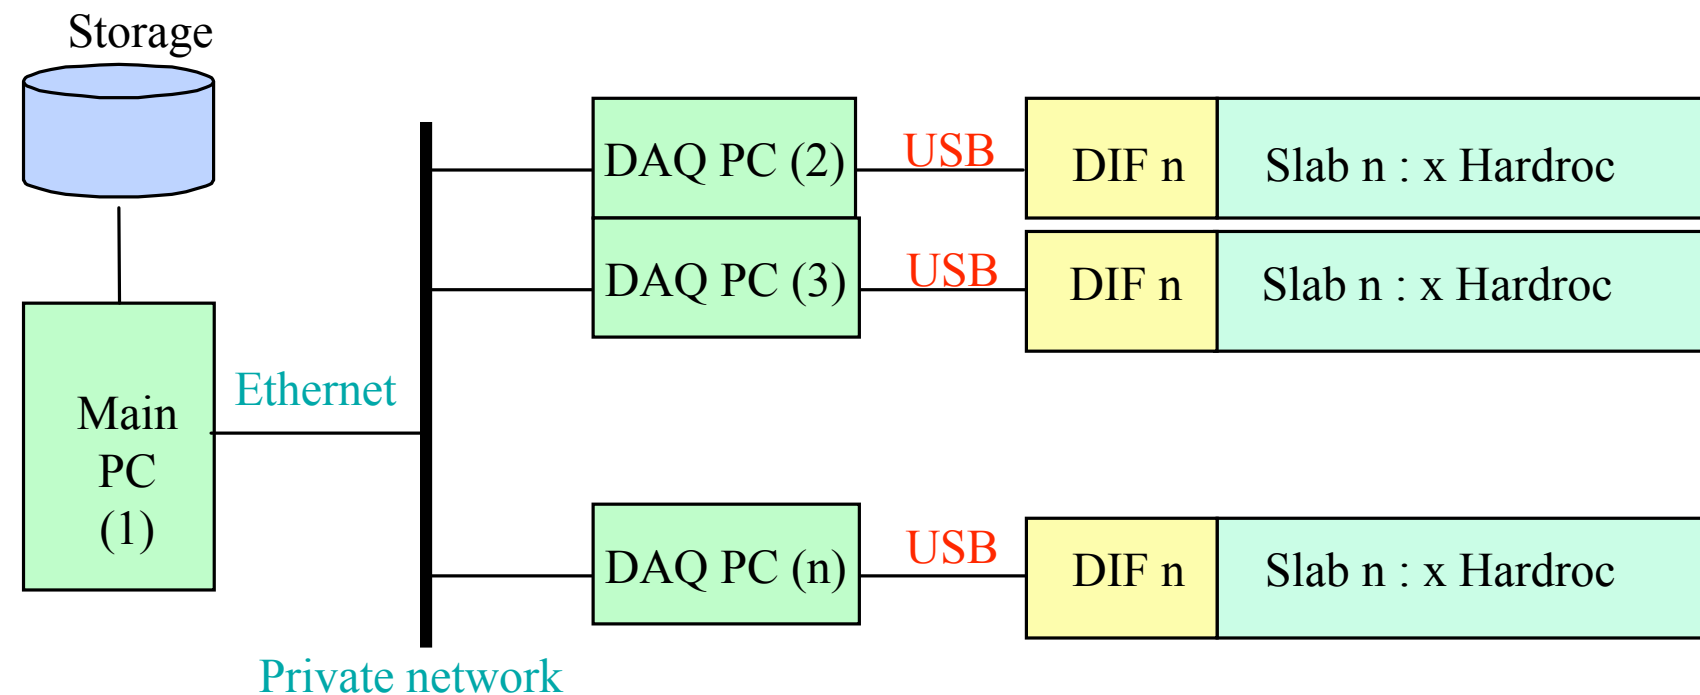 Storage
DAQ PC (2)
USB
DIF n
Slab n : x Hardroc
DAQ PC (3)
USB
DIF n
Slab n : x Hardroc
Main
PC
(1)
Ethernet
DAQ PC (n)
USB
DIF n
Slab n : x Hardroc
Private network